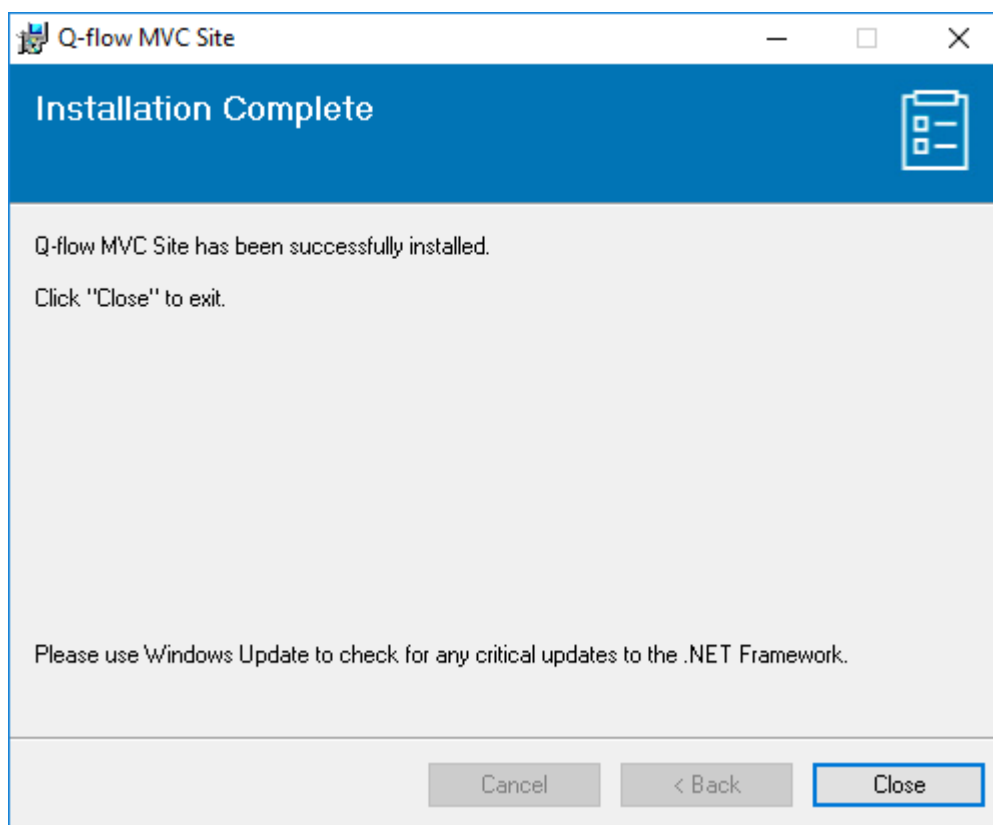 Q-flow MVC Site
Installation Complete
Q-flow MVC Site has been successfully installed.
Click "Close" to exit.
Please use Windows Update to check for any critical updates to the .NET Framework.
Cancel
< Back
Close